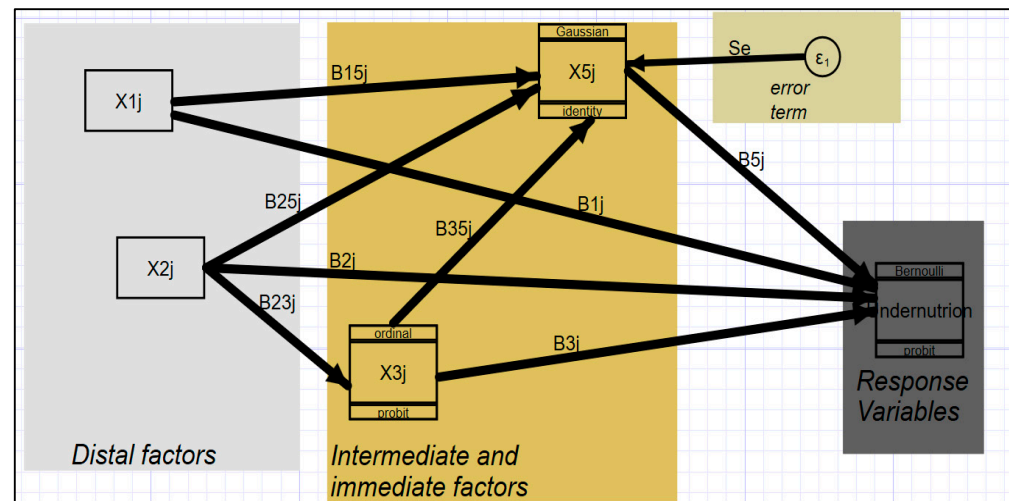 Gaussian
X5j
identity
Se
ε1
error
term
X1j
B15j
B5j
B25j
B1j
B35j
X2j
B2j
B23j
Bernoulli
Undernutrion
probit
ordinal
X3j
probit
B3j
Response
Variables
Distal factors
Intermediate and
immediate factors